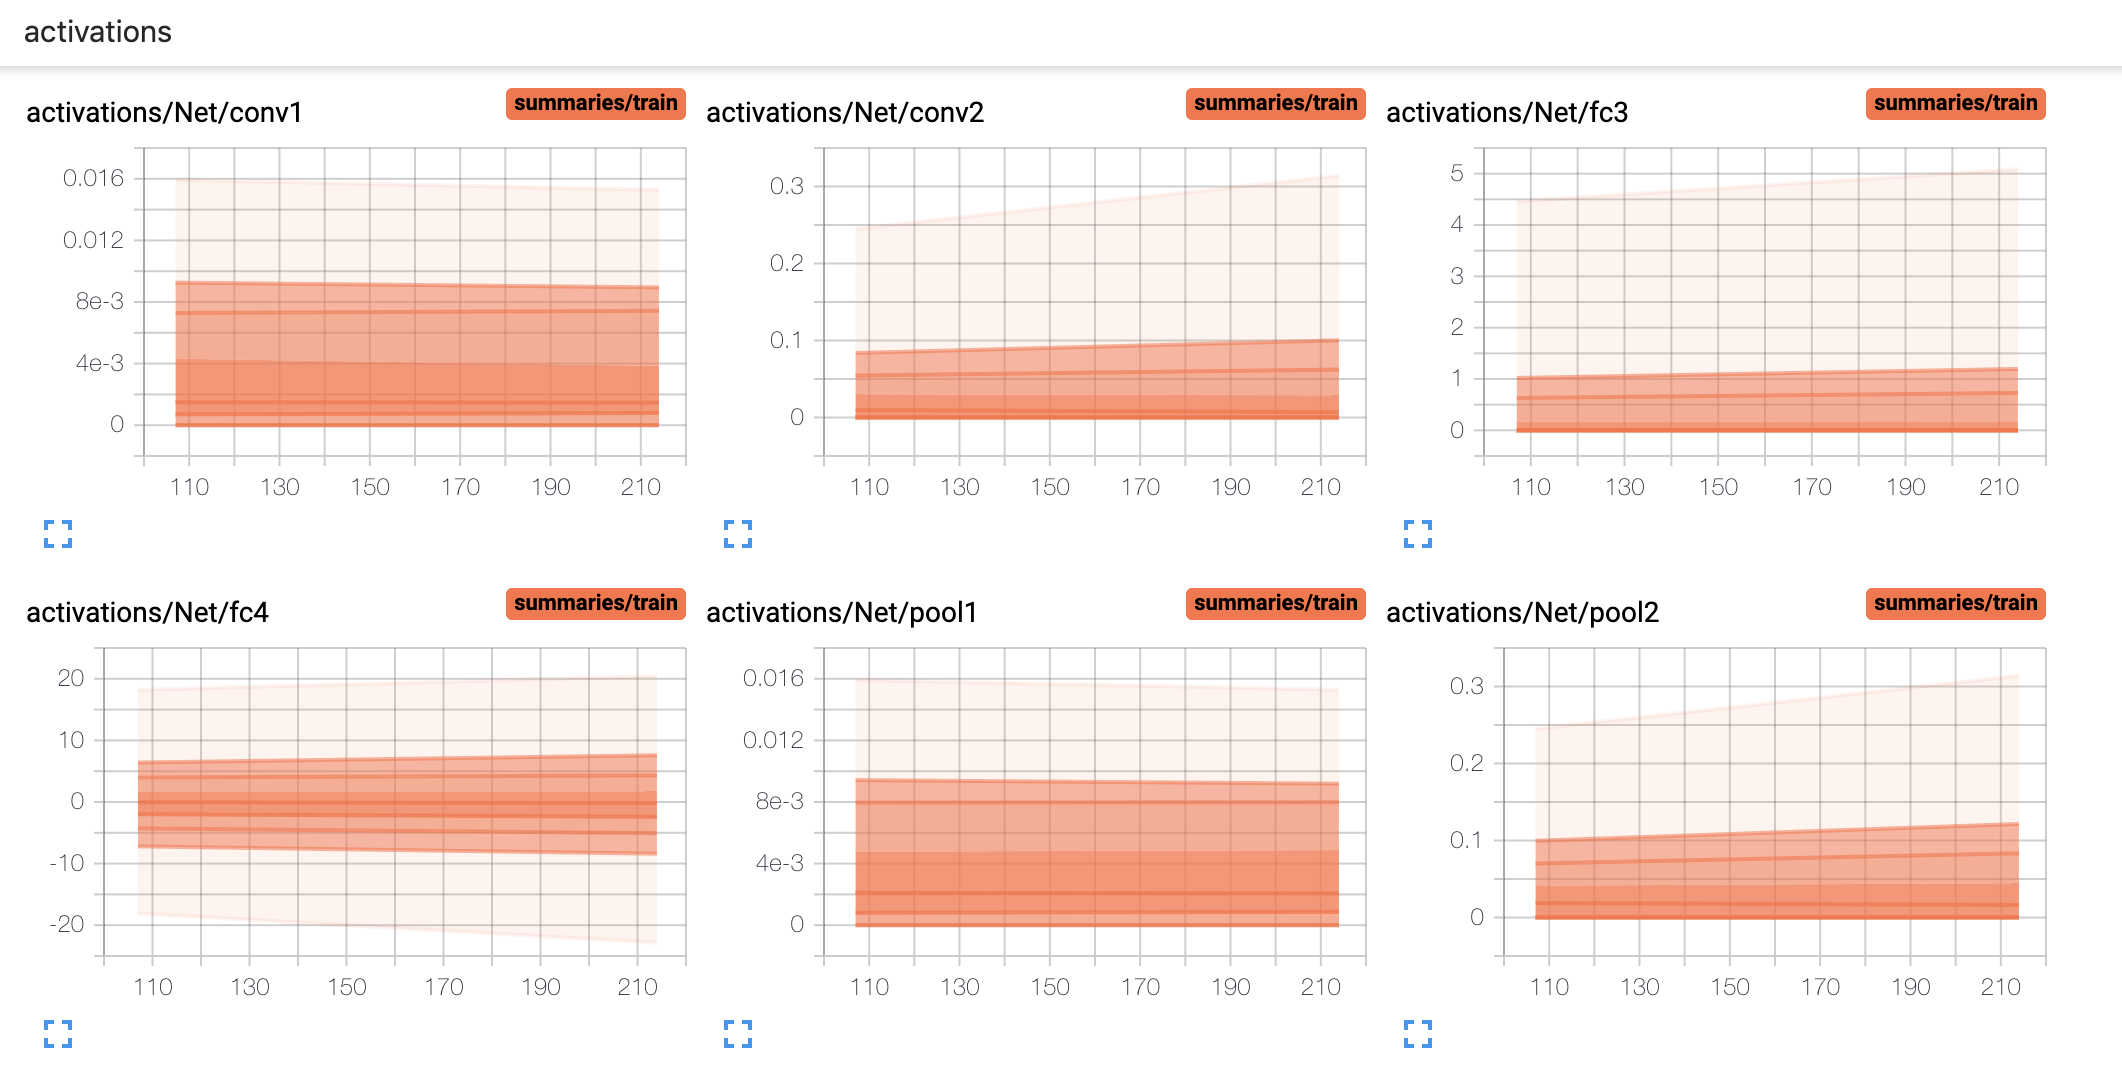 activations
activations/Net/conv1
summaries/train
0.016
0.012
8e-3
4e-3
0
110 130 150 170 190 210
activations/Net/conv2
summaries/train
0.3
0.2
0.1
0
110 130 150 170 190 210
activations/Net/fc3
summaries/train
5
4
3
2
1
0
110 130 150 170 190 210
activations/Net/fc4
summaries/train
20
10
0
-10
-20
110 130 150 170 190 210
activations/Net/pool1
summaries/train
0.016
0.012
8e-3
4e-3
0
110 130 150 170 190 210
activations/Net/pool2
summaries/train
0.3
0.2
0.1
0
110 130 150 170 190 210